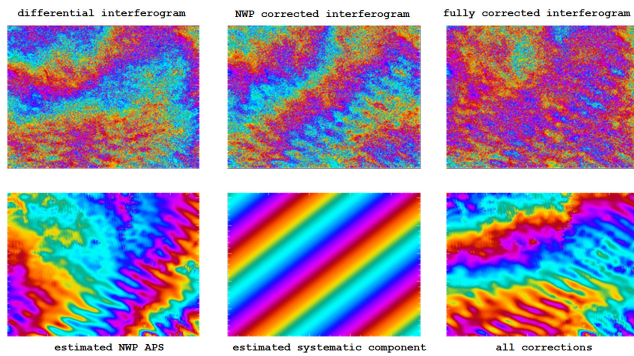 differential interferogram
NWP corrected interferogram
fully corrected interferogram
estimated NWP APS
estimated systematic component
all corrections